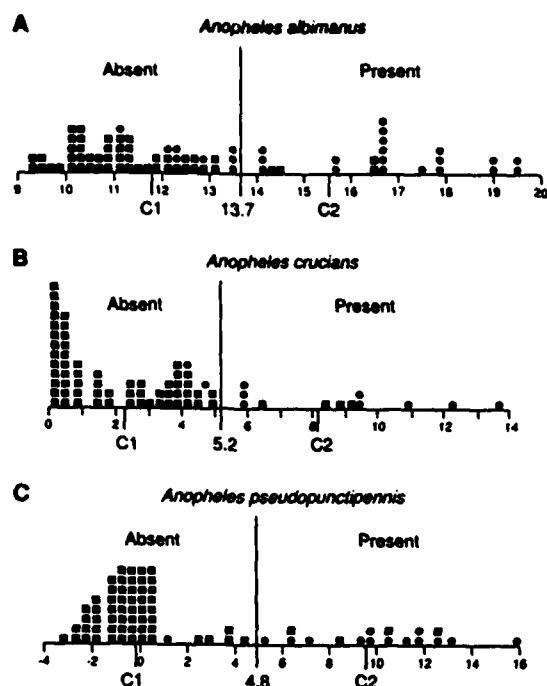 A
Anopheles albimanus
Absent Present
9 10 11 12 13 14 15 16 17 18 19 20
C1 13.7 C2
B
Anopheles crucians
Absent Present
0 2 4 6 8 10 12 14
C1 5.2 C2
C
Anopheles pseudopunctipennis
Absent Present
-4 -2 0 2 4 6 8 10 12 14 16
C1 4.8 C2